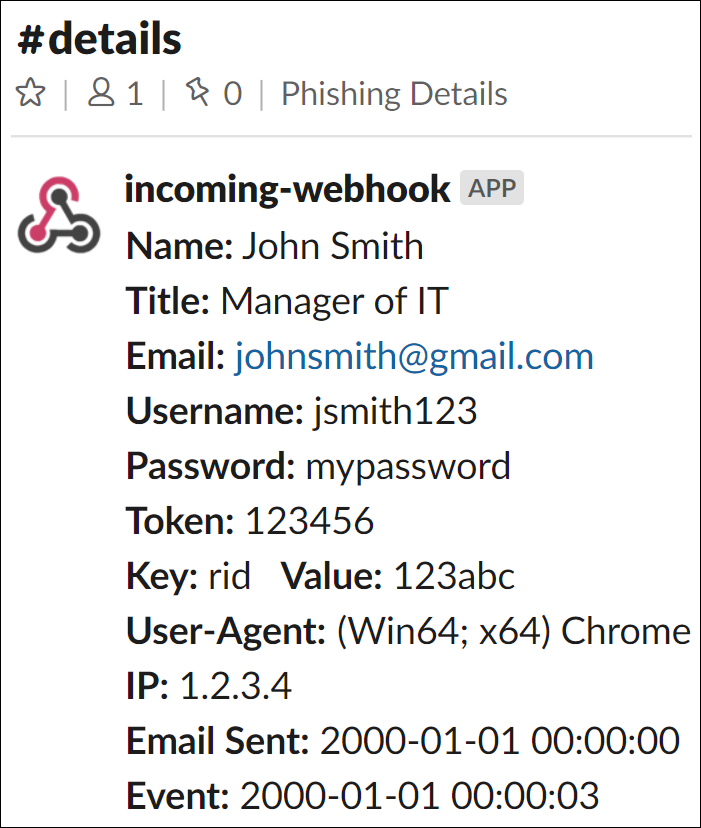 #details
1 | 0 | Phishing Details
incoming-webhook APP
Name: John Smith
Title: Manager of IT
Email: johnsmith@gmail.com
Username: jsmith123
Password: mypassword
Token: 123456
Key: rid Value: 123abc
User-Agent: (Win64; x64) Chrome
IP: 1.2.3.4
Email Sent: 2000-01-01 00:00:00
Event: 2000-01-01 00:00:03